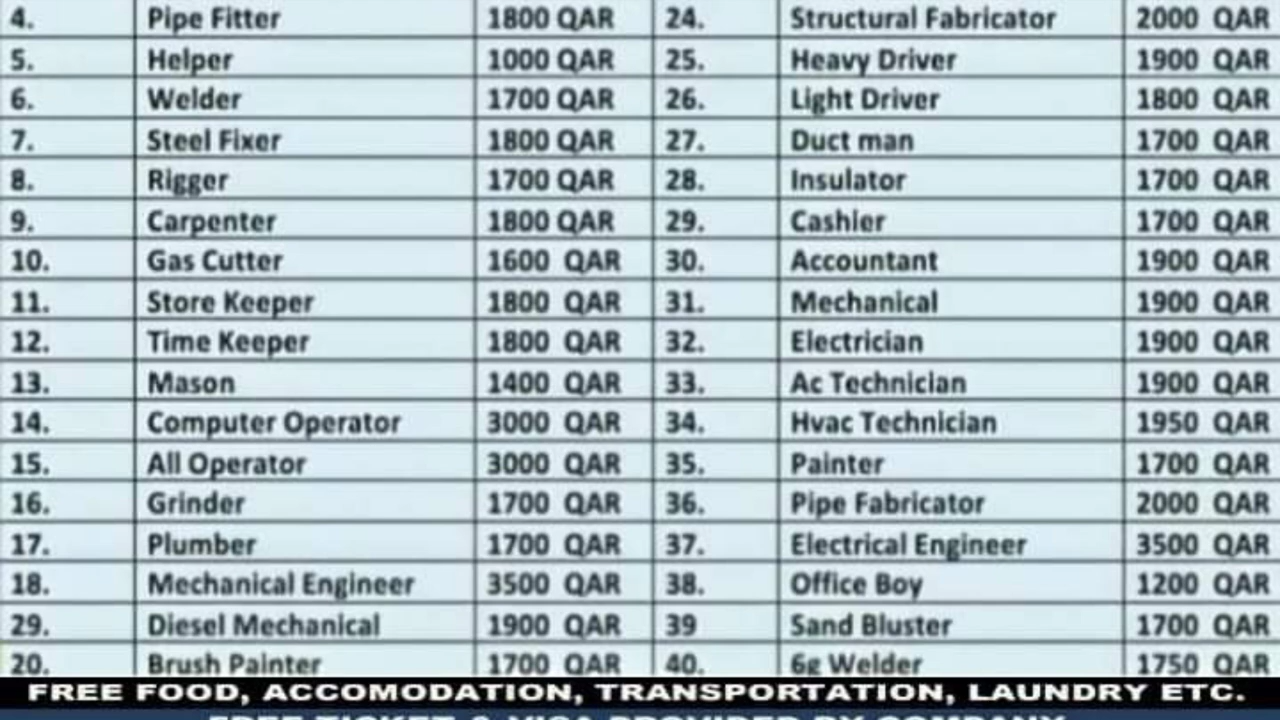 4. Pipe Fitter 1800 QAR 24. Structural Fabricator 2000 QAR
5. Helper 1000 QAR 25. Heavy Driver 1900 QAR
6. Welder 1700 QAR 26. Light Driver 1800 QAR
7. Steel Fixer 1800 QAR 27. Duct man 1700 QAR
8. Rigger 1700 QAR 28. Insulator 1700 QAR
9. Carpenter 1800 QAR 29. Cashier 1700 QAR
10. Gas Cutter 1600 QAR 30. Accountant 1900 QAR
11. Store Keeper 1800 QAR 31. Mechanical 1900 QAR
12. Time Keeper 1800 QAR 32. Electrician 1900 QAR
13. Mason 1400 QAR 33. Ac Technician 1900 QAR
14. Computer Operator 3000 QAR 34. Hvac Technician 1950 QAR
15. All Operator 3000 QAR 35. Painter 1700 QAR
16. Grinder 1700 QAR 36. Pipe Fabricator 2000 QAR
17. Plumber 1700 QAR 37. Electrical Engineer 3500 QAR
18. Mechanical Engineer 3500 QAR 38. Office Boy 1200 QAR
29. Diesel Mechanical 1900 QAR 39 Sand Bluster 1700 QAR
20. Brush Painter 1700 QAR 40. 6g Welder 1750 QAR
FREE FOOD, ACCOMODATION, TRANSPORTATION, LAUNDRY ETC.
FREE TICKET & VISA PROVIDED BY COMPANY